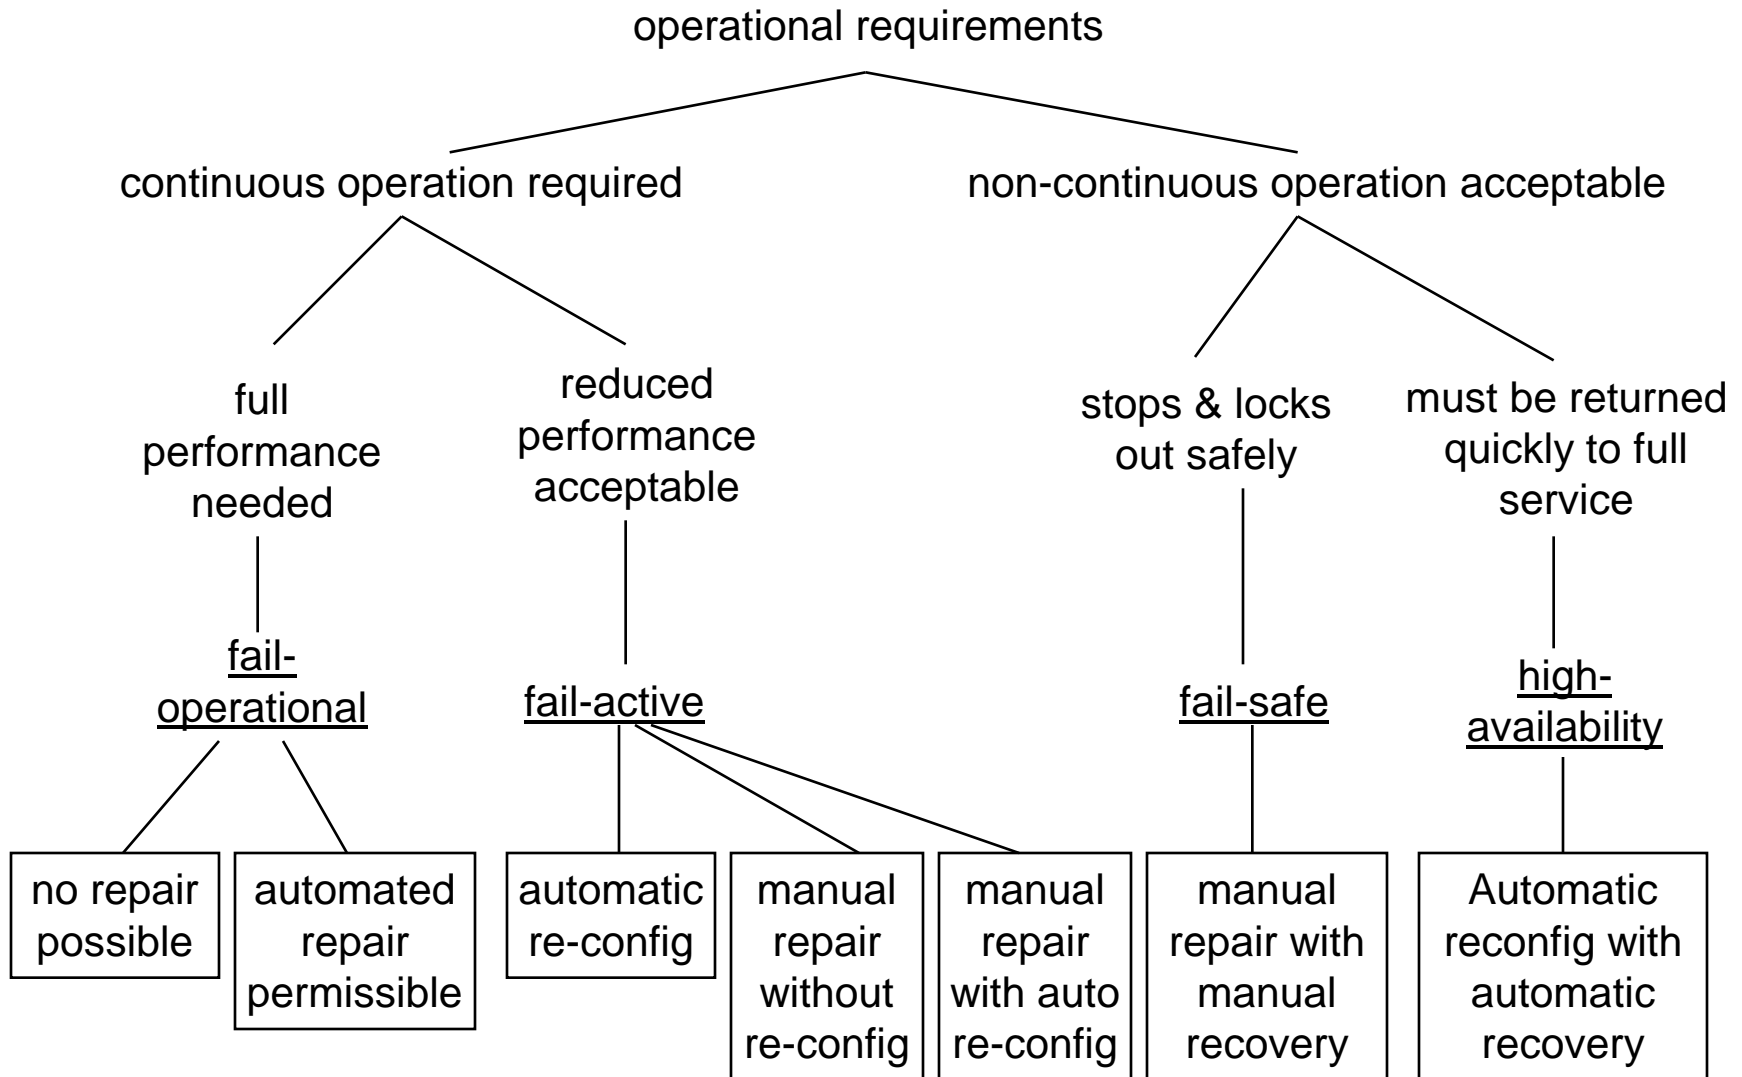 operational requirements
continuous operation required
non-continuous operation acceptable
full
performance
needed
reduced
performance
acceptable
stops & locks
out safely
must be returned
quickly to full
service
fail-
operational
fail-active
fail-safe
high-
availability
no repair
possible
automated
repair
permissible
automatic
re-config
manual
repair
without
re-config
manual
repair
with auto
re-config
manual
repair with
manual
recovery
Automatic
reconfig with
automatic
recovery